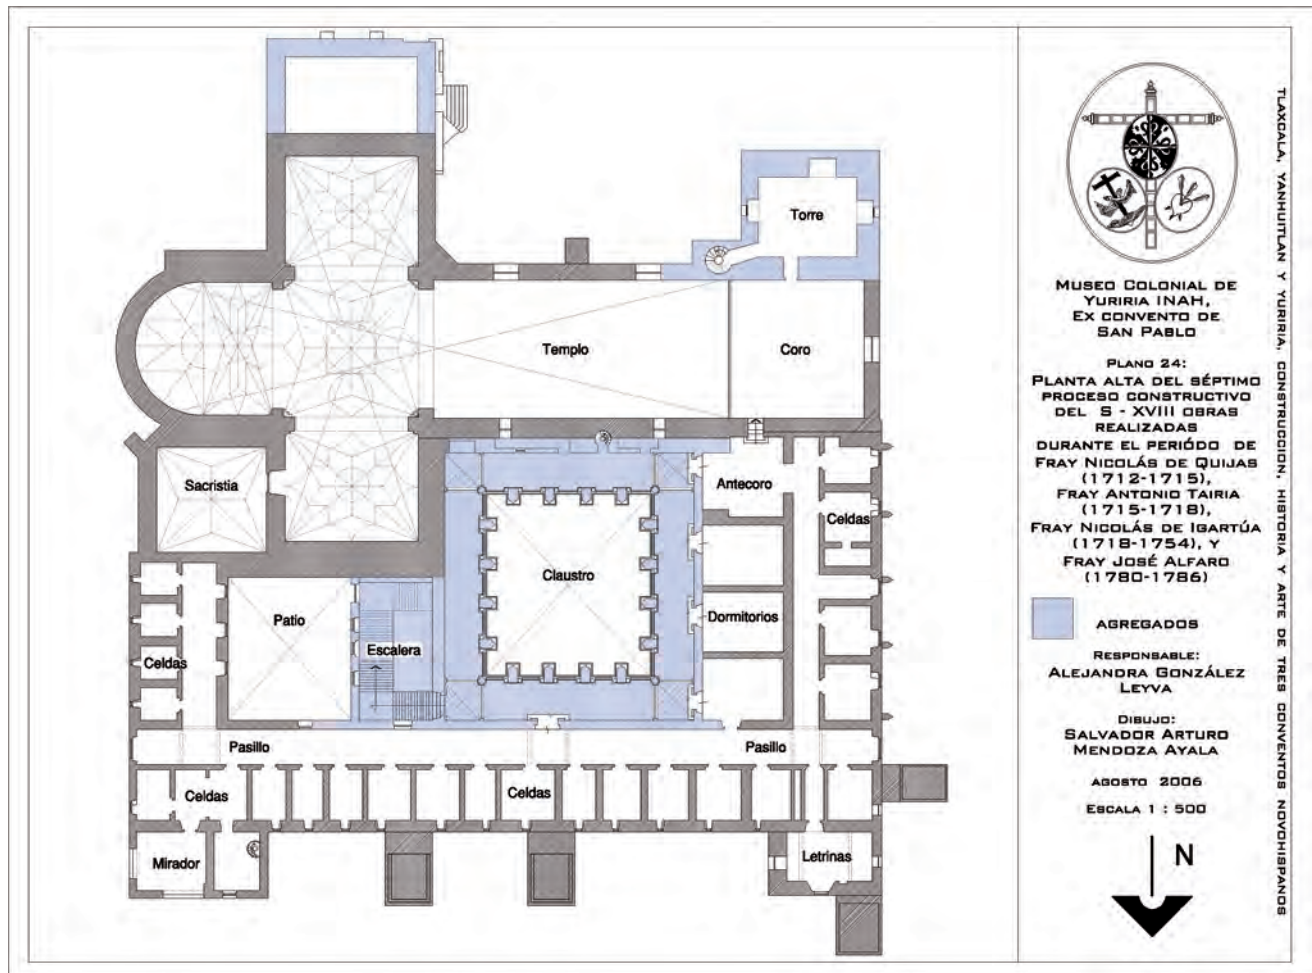 Torre
Templo
Coro
Sacristia
Antecoro
Celdas
Claustro
Patio
Dormitorios
Escalera
Celdas
Pasillo
Pasillo
Celdas
Celdas
Mirador
Letrinas
MUSEO COLONIAL DE
YURIRIA INAH,
EX CONVENTO DE
SAN PABLO
PLANO 24:
PLANTA ALTA DEL SÉPTIMO
PROCESO CONSTRUCTIVO
DEL S - XVIII OBRAS
REALIZADAS
DURANTE EL PERIÓDO DE
FRAY NICOLÁS DE QUIJAS
(1712-1715),
FRAY ANTONIO TAIRIA
(1715-1718),
FRAY NICOLÁS DE IGARTÚA
(1718-1754), Y
FRAY JOSÉ ALFARO
(1780-1786)
AGREGADOS
RESPONSABLE:
ALEJANDRA GONZÁLEZ
LEYVA
DIBUJO:
SALVADOR ARTURO
MENDOZA AYALA
AGOSTO 2006
ESCALA 1 : 500
N
TLAXCALA, YANHUITLAN Y YURIRIA, CONSTRUCCION, HISTORIA Y ARTE DE TRES CONVENTOS NOVOHISPANOS